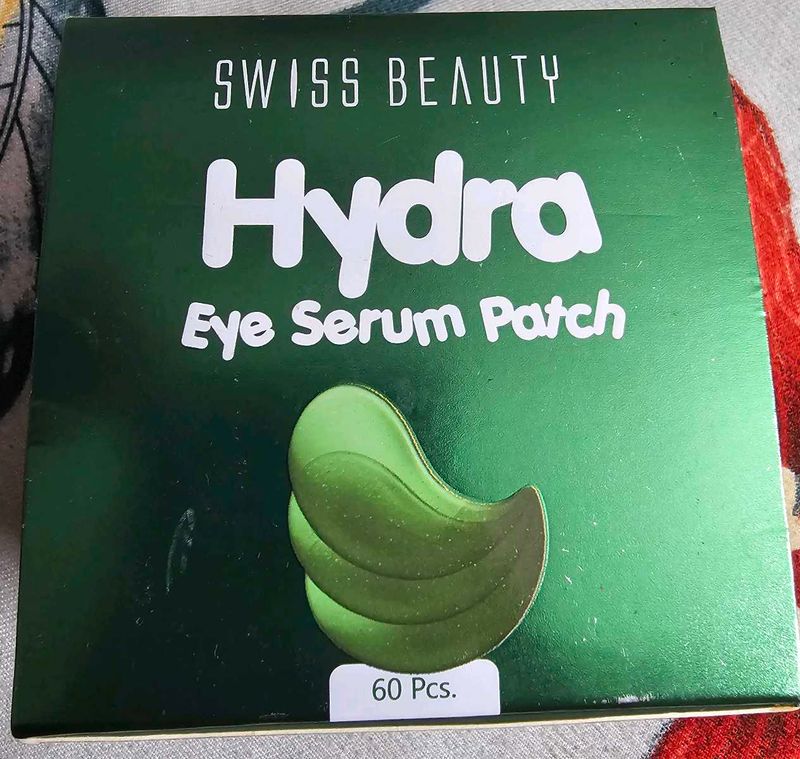 SWISS BEAUTY
Hydra
Eye Serum Patch
60 Pcs.